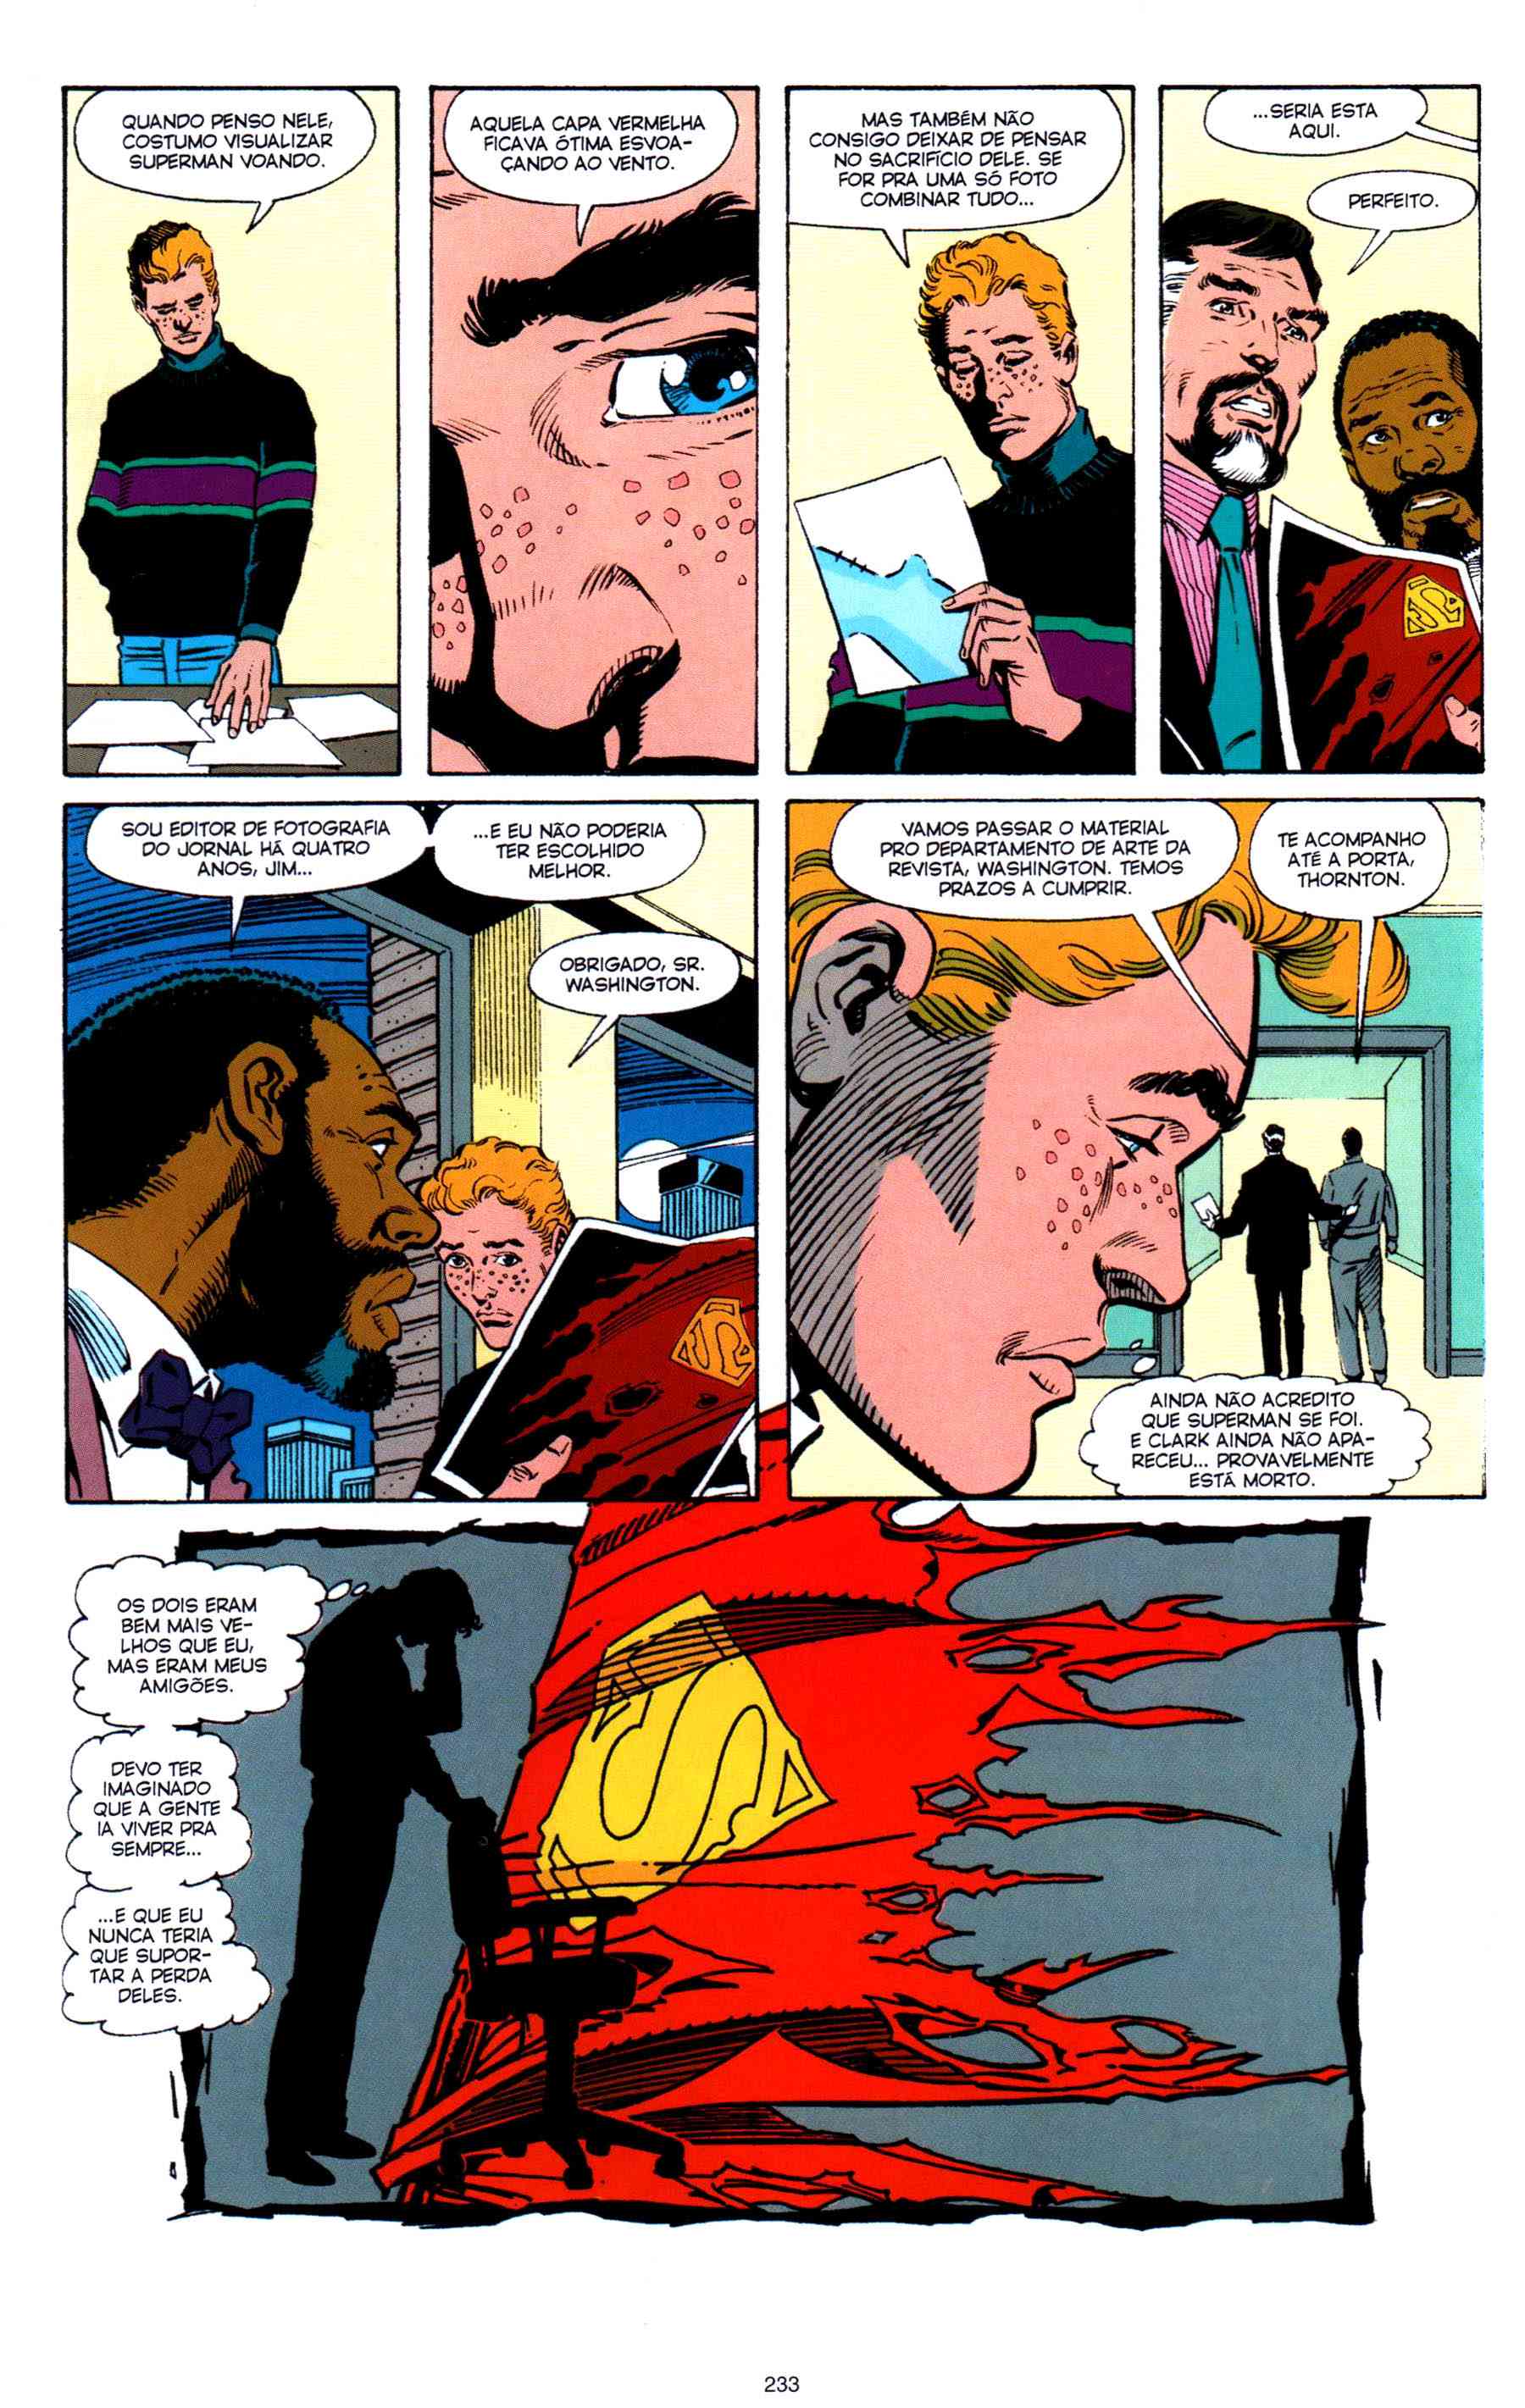 QUANDO PENSO NELE,
COSTUMO VISUALIZAR
SUPERMAN VOANDO.
AQUELA CAPA VERMELHA
FICAVA ÓTIMA ESVOA-
ÇANDO AO VENTO.
MAS TAMBÉM NÃO
CONSIGO DEIXAR DE PENSAR
NO SACRIFÍCIO DELE. SE
FOR PRA UMA SÓ FOTO
COMBINAR TUDO...
...SERIA ESTA
AQUI.
PERFEITO.
SOU EDITOR DE FOTOGRAFIA
DO JORNAL HÁ QUATRO
ANOS, JIM...
...E EU NÃO PODERIA
TER ESCOLHIDO
MELHOR.
OBRIGADO, SR.
WASHINGTON.
VAMOS PASSAR O MATERIAL
PRO DEPARTAMENTO DE ARTE DA
REVISTA, WASHINGTON. TEMOS
PRAZOS A CUMPRIR.
TE ACOMPANHO
ATÉ A PORTA,
THORNTON.
AINDA NÃO ACREDITO
QUE SUPERMAN SE FOI.
E CLARK AINDA NÃO APA-
RECEU... PROVAVELMENTE
ESTÁ MORTO.
OS DOIS ERAM
BEM MAIS VE-
LHOS QUE EU,
MAS ERAM MEUS
AMIGÕES.
DEVO TER
IMAGINADO
QUE A GENTE
IA VIVER PRA
SEMPRE...
...E QUE EU
NUNCA TERIA
QUE SUPOR-
TAR A PERDA
DELES.
233